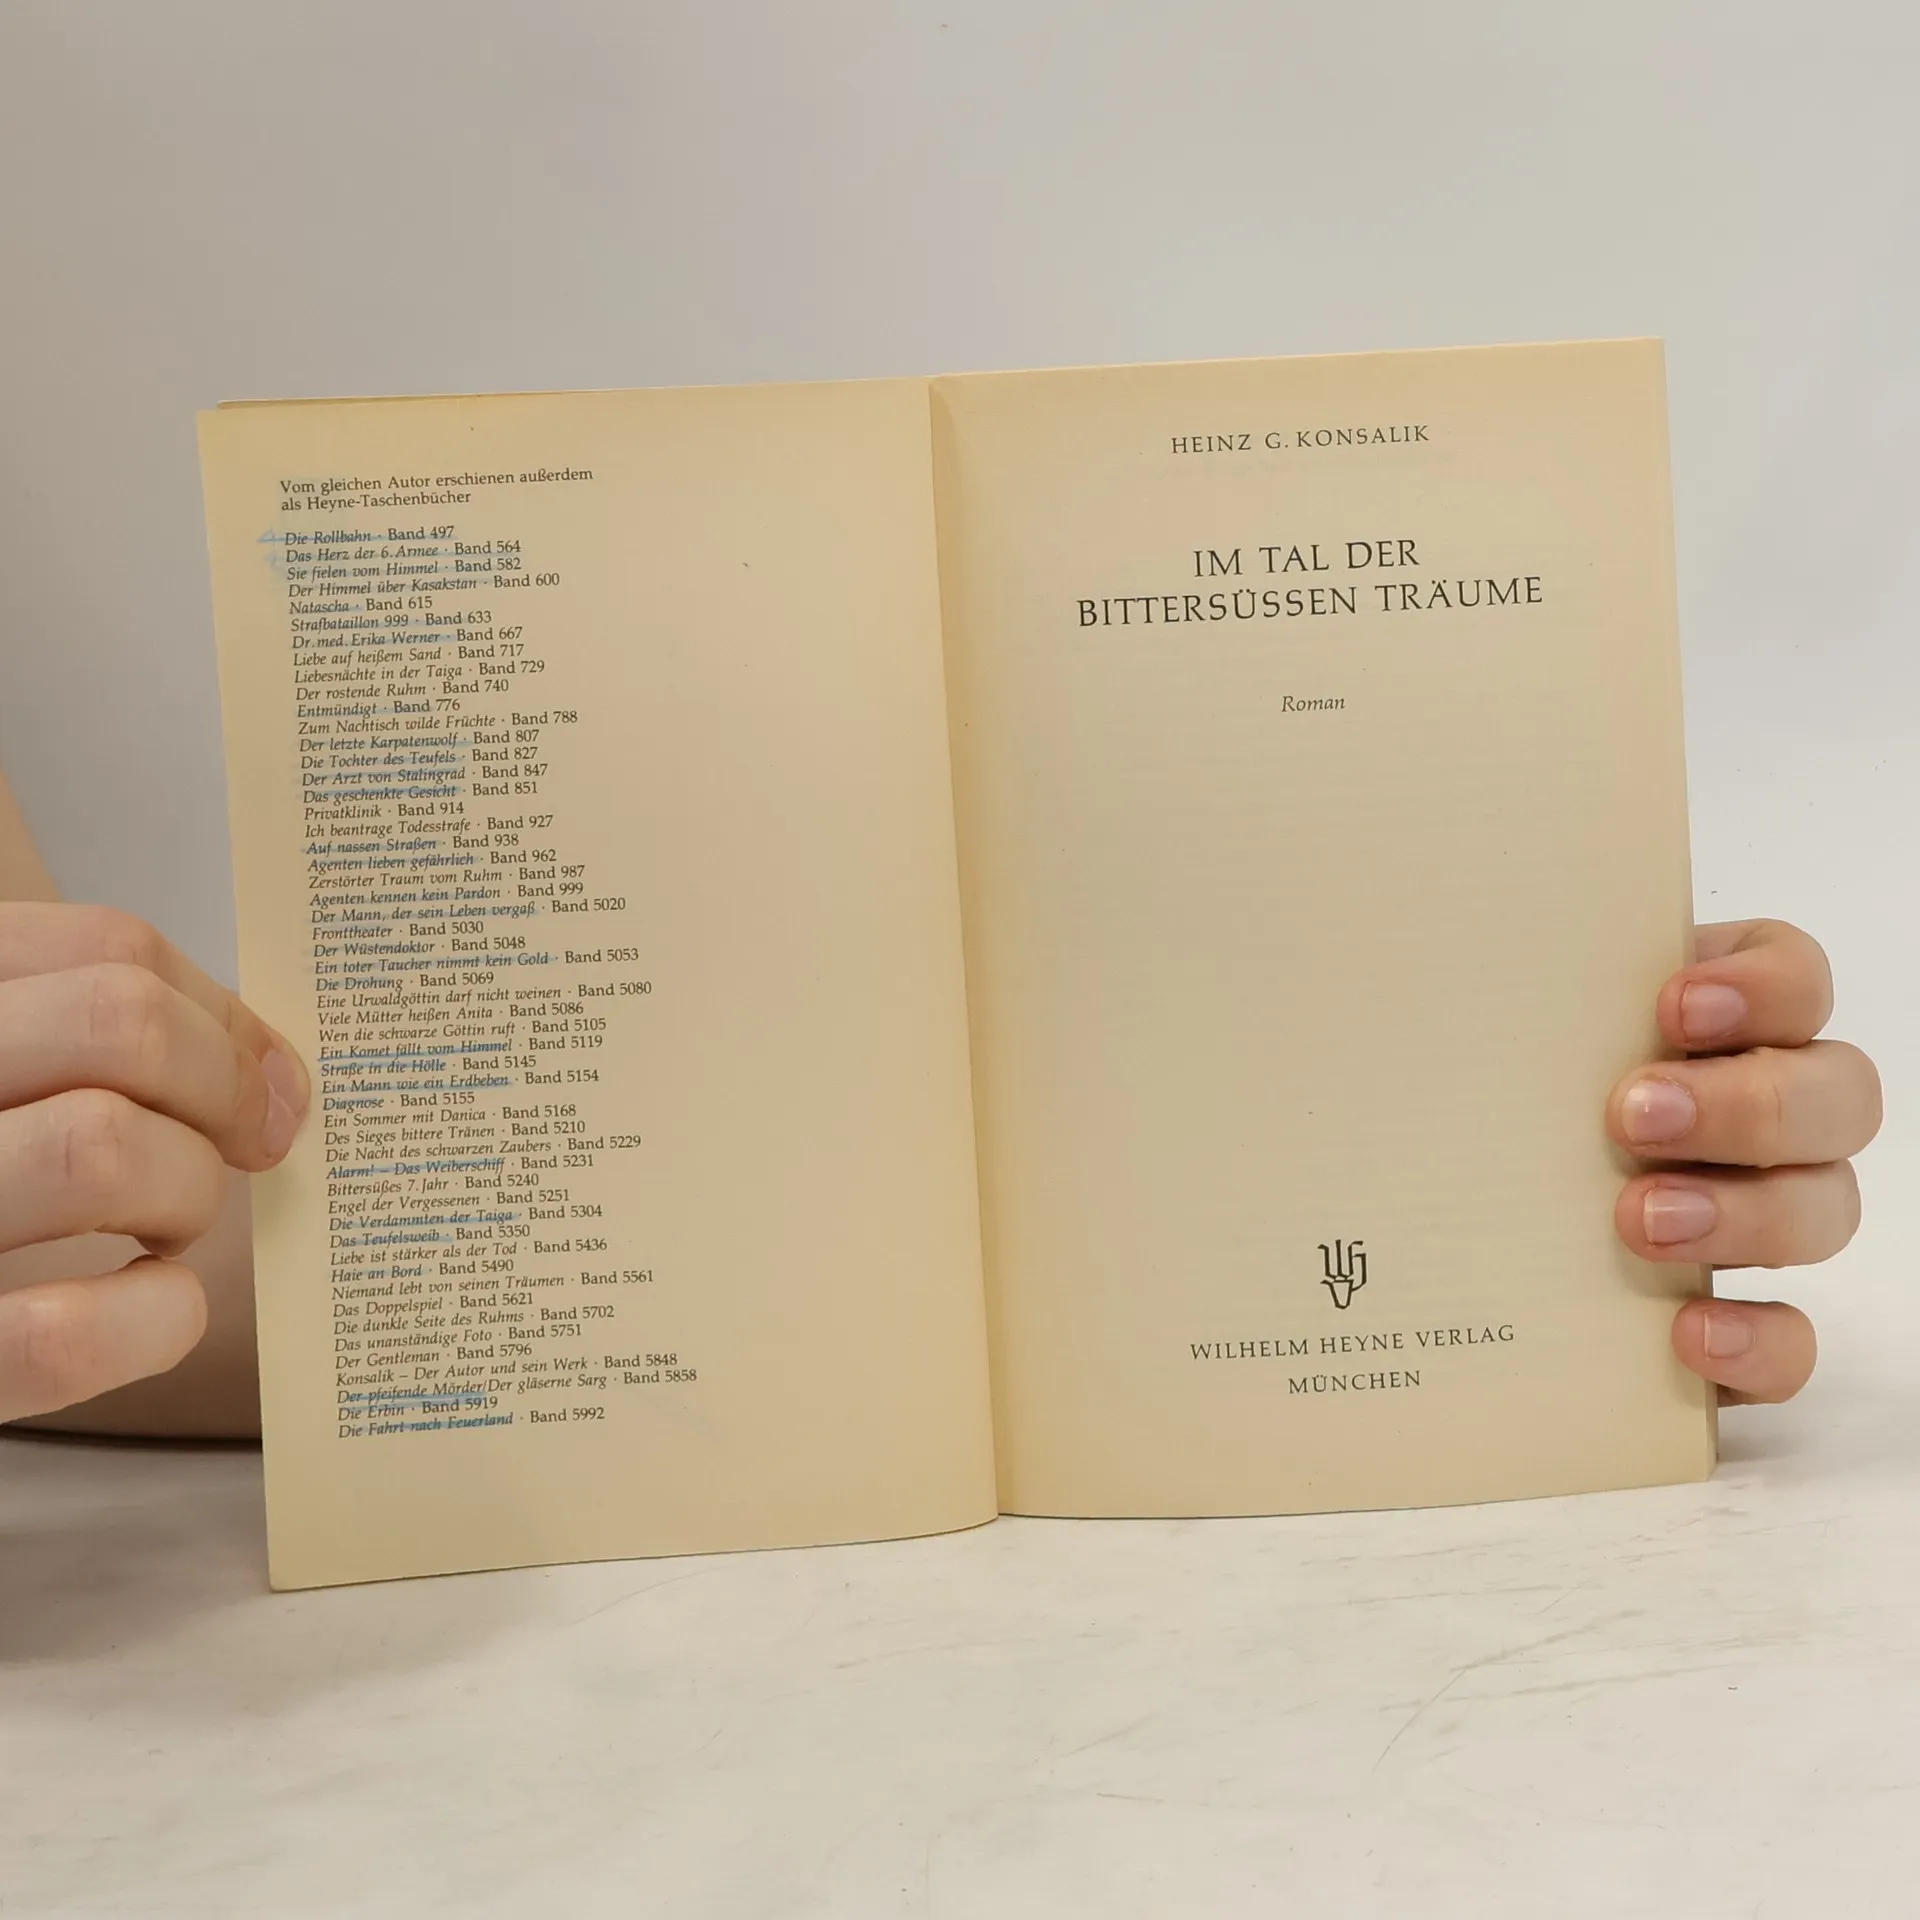 Vom gleichen Autor erschienen außerdem
als Heyne-Taschenbücher
Die Rollbahn · Band 497
Das Herz der 6. Armee · Band 564
Sie fielen vom Himmel · Band 582
Der Himmel über Kasakstan · Band 600
Natascha · Band 615
Strafbataillon 999 · Band 633
Dr. med. Erika Werner · Band 667
Liebe auf heißem Sand · Band 717
Liebesnächte in der Taiga · Band 729
Der rostende Ruhm · Band 740
Entmündigt · Band 776
Zum Nachtisch wilde Früchte · Band 788
Der letzte Karpatenwolf · Band 807
Die Tochter des Teufels · Band 827
Der Arzt von Stalingrad · Band 847
Das geschenkte Gesicht · Band 851
Privatklinik · Band 914
Ich beantrage Todesstrafe · Band 927
Auf nassen Straßen · Band 938
Agenten lieben gefährlich · Band 962
Zerstörter Traum vom Ruhm · Band 987
Agenten kennen kein Pardon · Band 999
Der Mann, der sein Leben vergaß · Band 5020
Fronttheater · Band 5030
Der Wüstendoktor · Band 5048
Ein toter Taucher nimmt kein Gold · Band 5053
Die Drohung · Band 5069
Eine Urwaldgöttin darf nicht weinen · Band 5080
Viele Mütter heißen Anita · Band 5086
Wen die schwarze Göttin ruft · Band 5105
Ein Komet fällt vom Himmel · Band 5119
Straße in die Hölle · Band 5145
Ein Mann wie ein Erdbeben · Band 5154
Diagnose · Band 5155
Ein Sommer mit Danica · Band 5168
Des Sieges bittere Tränen · Band 5210
Die Nacht des schwarzen Zaubers · Band 5229
Alarm! – Das Weiberschiff · Band 5231
Bittersüßes 7. Jahr · Band 5240
Engel der Vergessenen · Band 5251
Die Verdammten der Taiga · Band 5304
Das Teufelsweib · Band 5350
Liebe ist stärker als der Tod · Band 5436
Haie an Bord · Band 5490
Niemand lebt von seinen Träumen · Band 5561
Das Doppelspiel · Band 5621
Die dunkle Seite des Ruhms · Band 5702
Das unanständige Foto · Band 5751
Der Gentleman · Band 5796
Konsalik – Der Autor und sein Werk · Band 5848
Der pfeifende Mörder/Der gläserne Sarg · Band 5858
Die Erbin · Band 5919
Die Fahrt nach Feuerland · Band 5992
HEINZ G. KONSALIK
IM TAL DER
BITTERSÜSSEN TRÄUME
Roman
WILHELM HEYNE VERLAG
MÜNCHEN